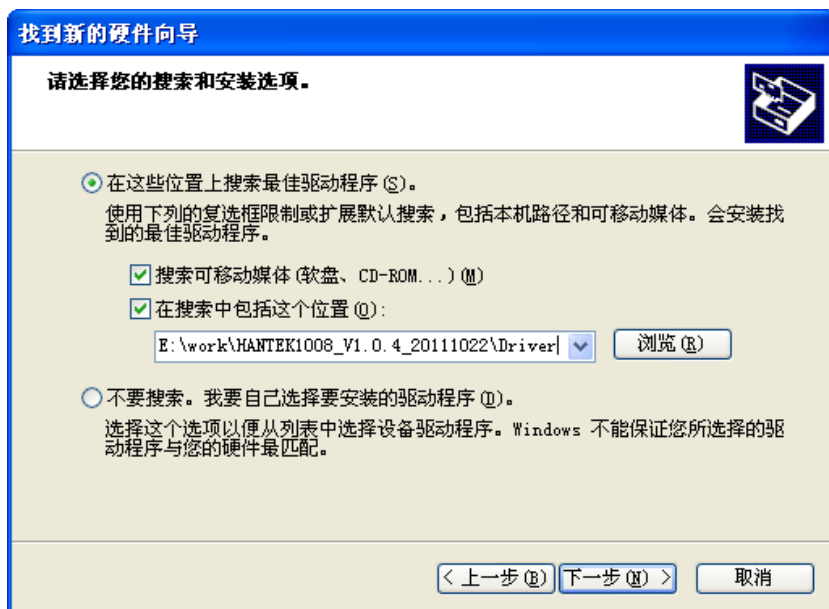 找到新的硬件向导
请选择您的搜索和安装选项。
在这些位置上搜索最佳驱动程序(S)。
使用下列的复选框限制或扩展默认搜索，包括本机路径和可移动媒体。会安装找
到的最佳驱动程序。
搜索可移动媒体(软盘、CD-ROM...)(M)
在搜索中包括这个位置(O):
E:\work\HANTEK1008_V1.0.4_20111022\Driver
浏览(R)
不要搜索。我要自己选择要安装的驱动程序(D)。
选择这个选项以便从列表中选择设备驱动程序。Windows 不能保证您所选择的驱
动程序与您的硬件最匹配。
< 上一步(B) 下一步(N) > 取消